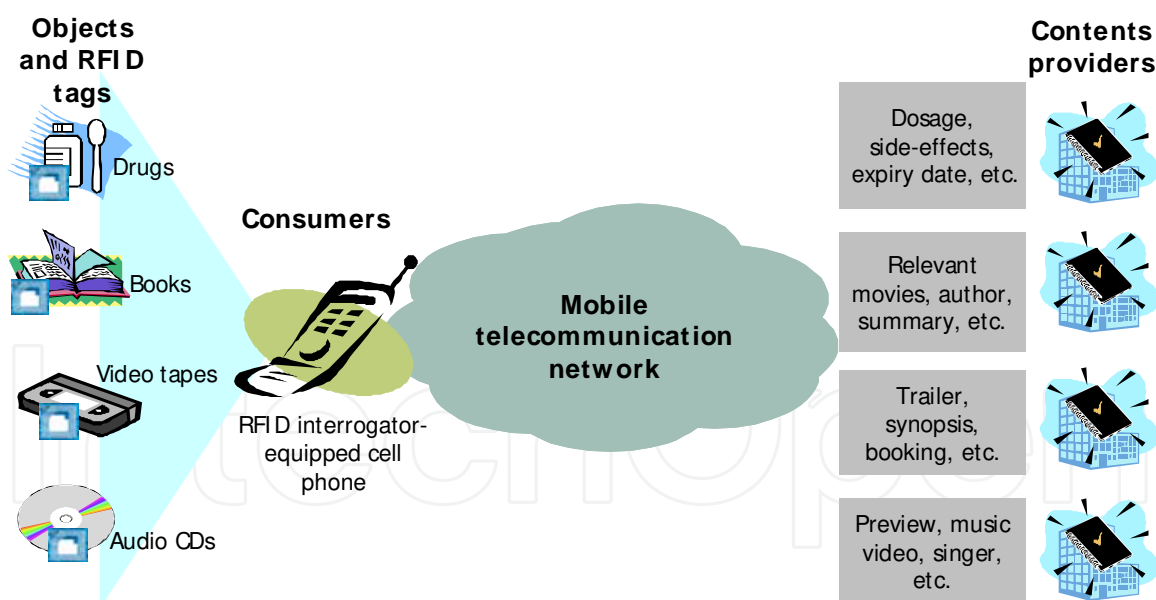 Objects
and RFID
tags
Drugs
Books
Video tapes
Audio CDs
Consumers
RFID interrogator-
equipped cell
phone
Mobile
telecommunication
network
Contents
providers
Dosage,
side-effects,
expiry date, etc.
Relevant
movies, author,
summary, etc.
Trailer,
synopsis,
booking, etc.
Preview, music
video, singer,
etc.
IntechOpen